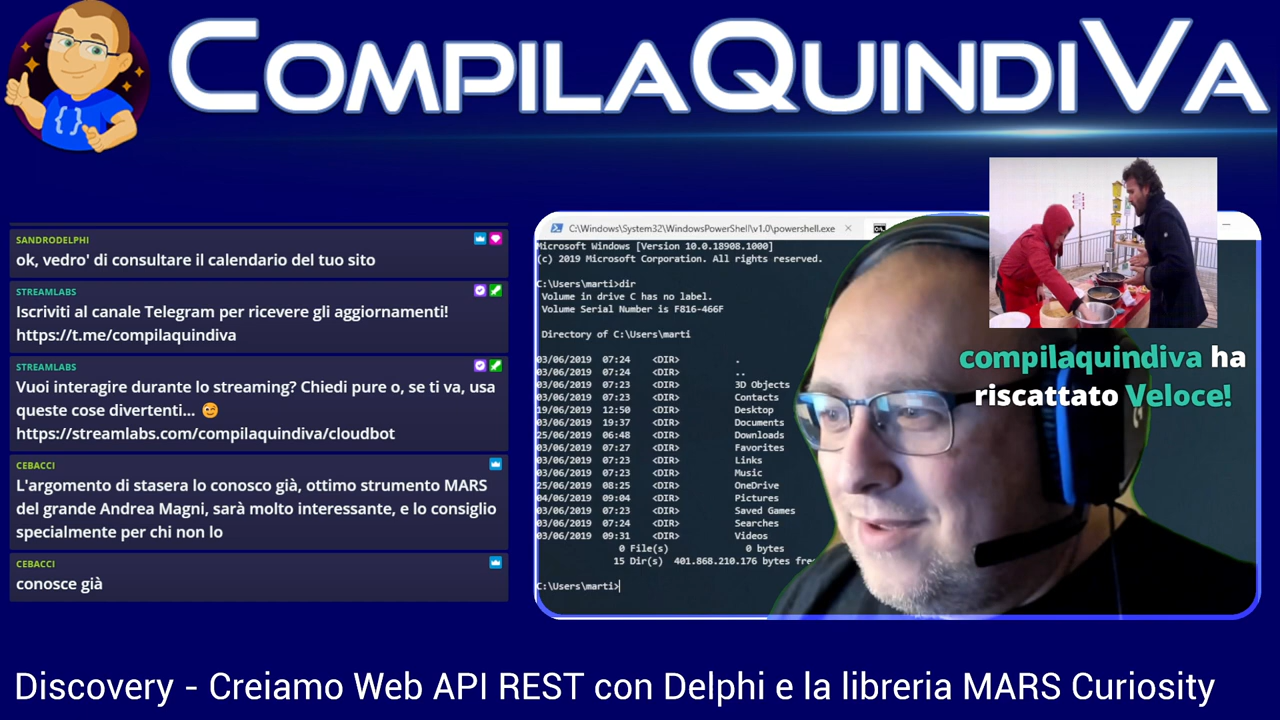 COMPILAQUINDIVA
{ }
SANDRODELPHI
ok, vedro' di consultare il calendario del tuo sito
STREAMLABS
Iscriviti al canale Telegram per ricevere gli aggiornamenti!
https://t.me/compilaquindiva
STREAMLABS
Vuoi interagire durante lo streaming? Chiedi pure o, se ti va, usa
queste cose divertenti... 😊
https://streamlabs.com/compilaquindiva/cloudbot
CEBACCI
L'argomento di stasera lo conosco già, ottimo strumento MARS
del grande Andrea Magni, sarà molto interessante, e lo consiglio
specialmente per chi non lo
CEBACCI
conosce già
C:\Windows\System32\WindowsPowerShell\v1.0\powershell.exe
Microsoft Windows [Version 10.0.18908.1000]
(c) 2019 Microsoft Corporation. All rights reserved.
C:\Users\marti>dir
Volume in drive C has no label.
Volume Serial Number is F816-466F
Directory of C:\Users\marti
03/06/2019 07:24 <DIR> .
03/06/2019 07:24 <DIR> ..
03/06/2019 07:23 <DIR> 3D Objects
03/06/2019 07:23 <DIR> Contacts
19/06/2019 12:50 <DIR> Desktop
03/06/2019 19:37 <DIR> Documents
25/06/2019 06:48 <DIR> Downloads
03/06/2019 07:27 <DIR> Favorites
03/06/2019 07:23 <DIR> Links
03/06/2019 07:23 <DIR> Music
25/06/2019 08:25 <DIR> OneDrive
04/06/2019 09:04 <DIR> Pictures
03/06/2019 07:23 <DIR> Saved Games
03/06/2019 07:24 <DIR> Searches
03/06/2019 09:31 <DIR> Videos
0 File(s) 0 bytes
15 Dir(s) 401.868.210.176 bytes fre
C:\Users\marti>
compilaquindiva ha
riscattato Veloce!
Discovery - Creiamo Web API REST con Delphi e la libreria MARS Curiosity